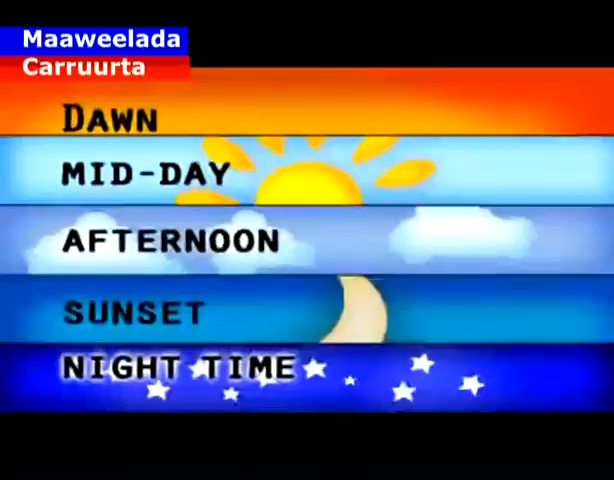 Maaweelada
Carruurta
DAWN
MID-DAY
AFTERNOON
SUNSET
NIGHT TIME